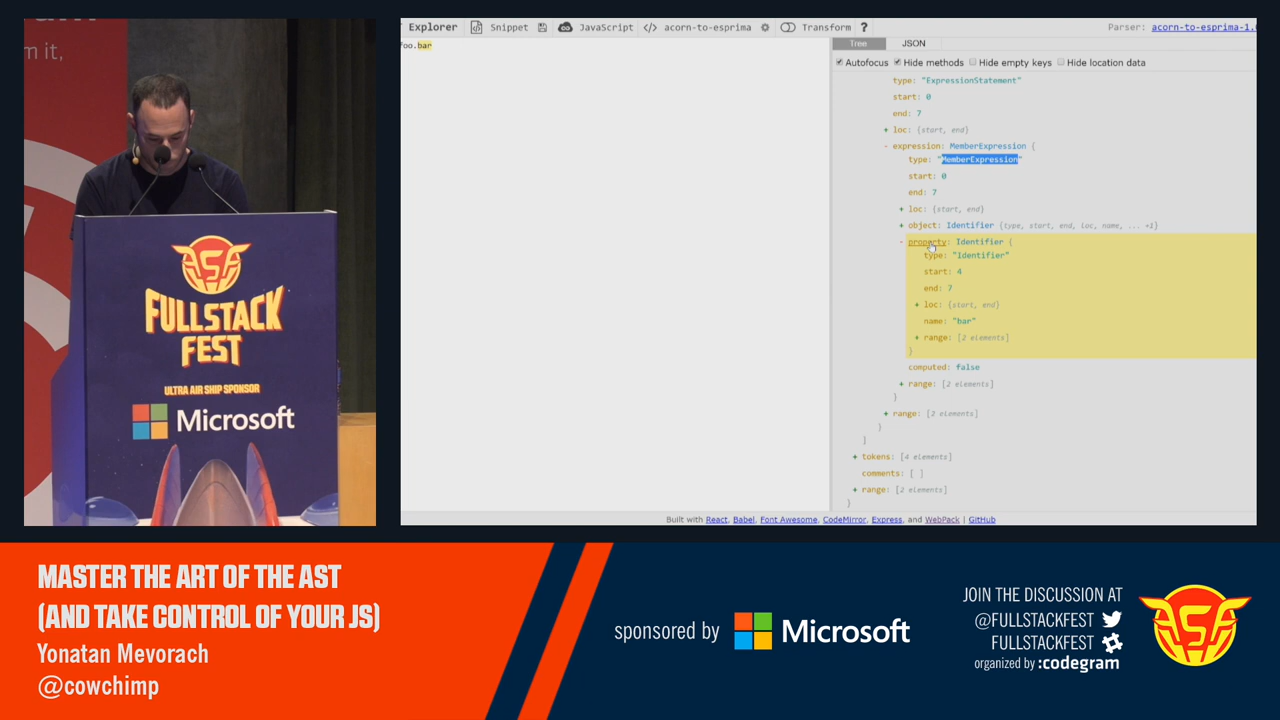 m it,
FULLSTACK
FEST
ULTRA AIR SHIP SPONSOR
Microsoft
Explorer Snippet JavaScript </> acorn-to-esprima Transform ? Parser: acorn-to-esprima-1.
foo.bar
Tree JSON
Autofocus Hide methods Hide empty keys Hide location data
type: "ExpressionStatement"
start: 0
end: 7
+ loc: {start, end}
- expression: MemberExpression {
type: "MemberExpression"
start: 0
end: 7
+ loc: {start, end}
+ object: Identifier {type, start, end, loc, name, ... +1}
- property: Identifier {
type: "Identifier"
start: 4
end: 7
+ loc: {start, end}
name: "bar"
+ range: [2 elements]
}
computed: false
+ range: [2 elements]
}
+ range: [2 elements]
}
]
+ tokens: [4 elements]
comments: [ ]
+ range: [2 elements]
}
Built with React, Babel, Font Awesome, CodeMirror, Express, and WebPack | GitHub
MASTER THE ART OF THE AST
(AND TAKE CONTROL OF YOUR JS)
Yonatan Mevorach
@cowchimp
sponsored by Microsoft
JOIN THE DISCUSSION AT
@FULLSTACKFEST
FULLSTACKFEST
organized by :codegram